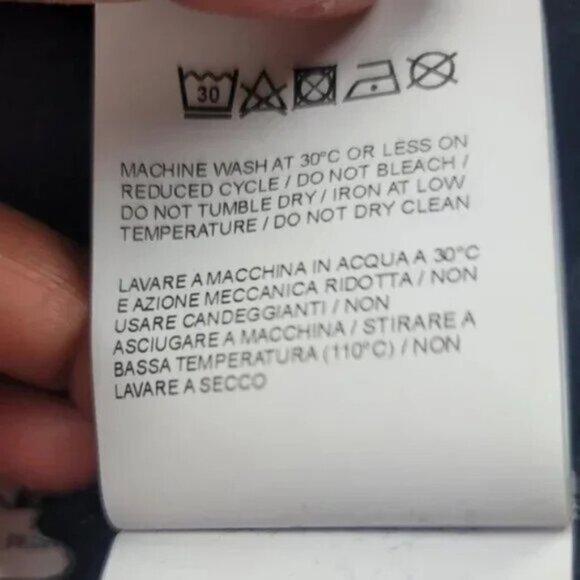 30
MACHINE WASH AT 30°C OR LESS ON
REDUCED CYCLE / DO NOT BLEACH /
DO NOT TUMBLE DRY / IRON AT LOW
TEMPERATURE / DO NOT DRY CLEAN
LAVARE A MACCHINA IN ACQUA A 30°C
E AZIONE MECCANICA RIDOTTA / NON
USARE CANDEGGIANTI / NON
ASCIUGARE A MACCHINA / STIRARE A
BASSA TEMPERATURA (110°C) / NON
LAVARE A SECCO